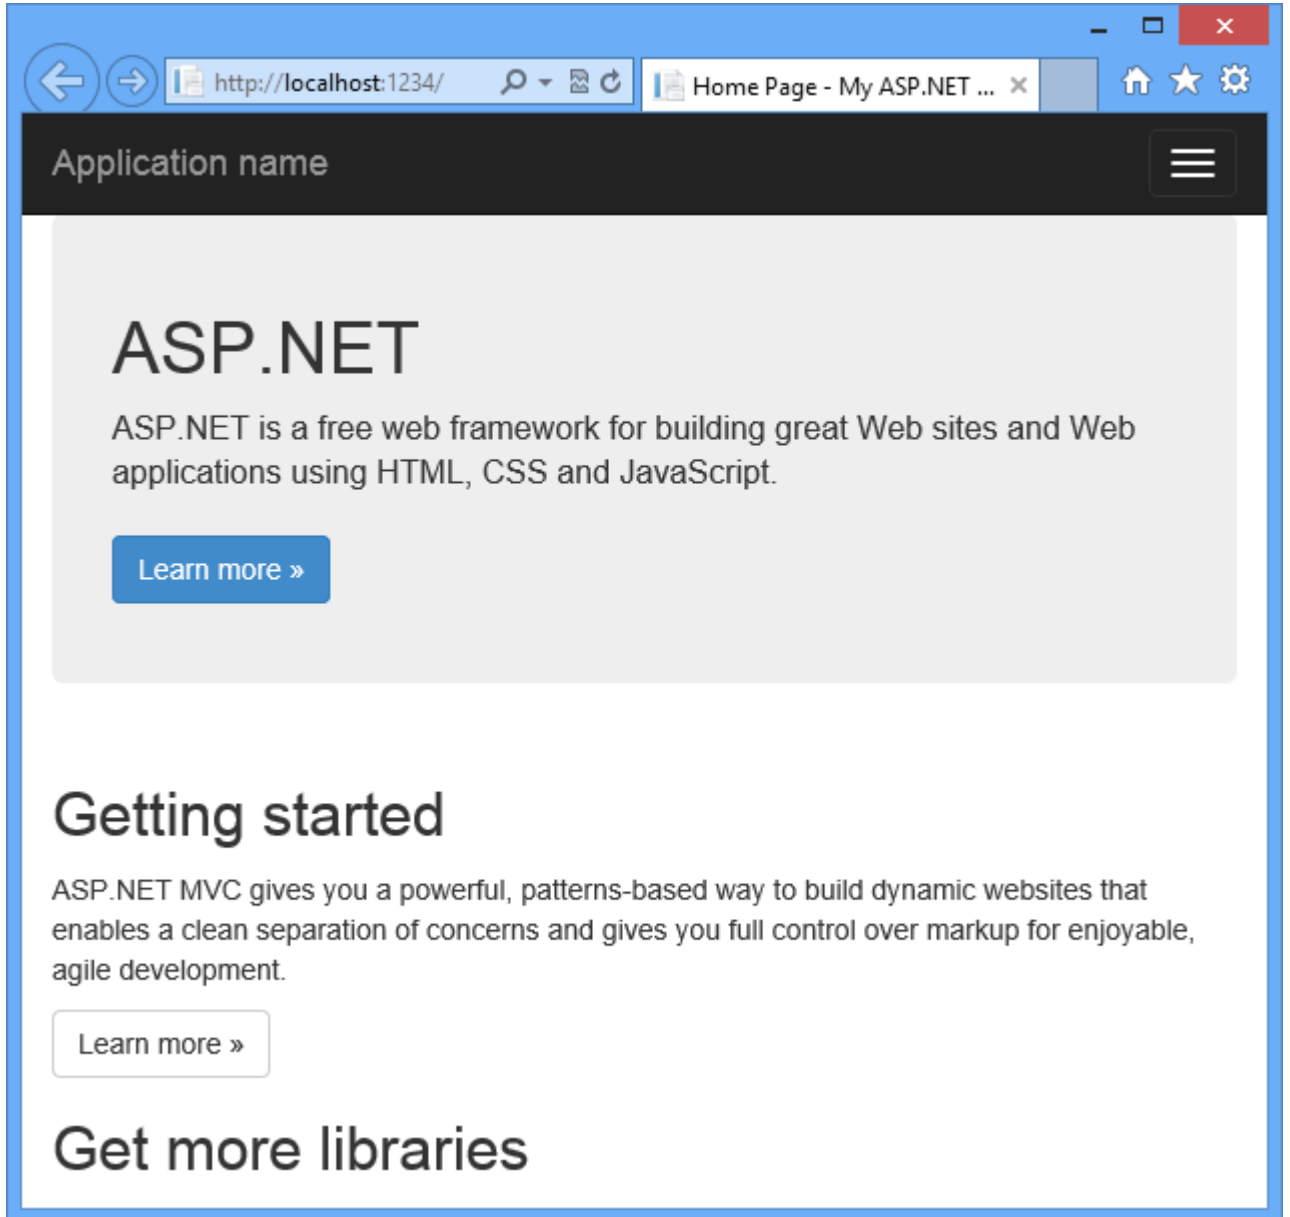 http://localhost:1234/
Home Page - My ASP.NET ...
Application name
ASP.NET
ASP.NET is a free web framework for building great Web sites and Web
applications using HTML, CSS and JavaScript.
Learn more »
Getting started
ASP.NET MVC gives you a powerful, patterns-based way to build dynamic websites that
enables a clean separation of concerns and gives you full control over markup for enjoyable,
agile development.
Learn more »
Get more libraries